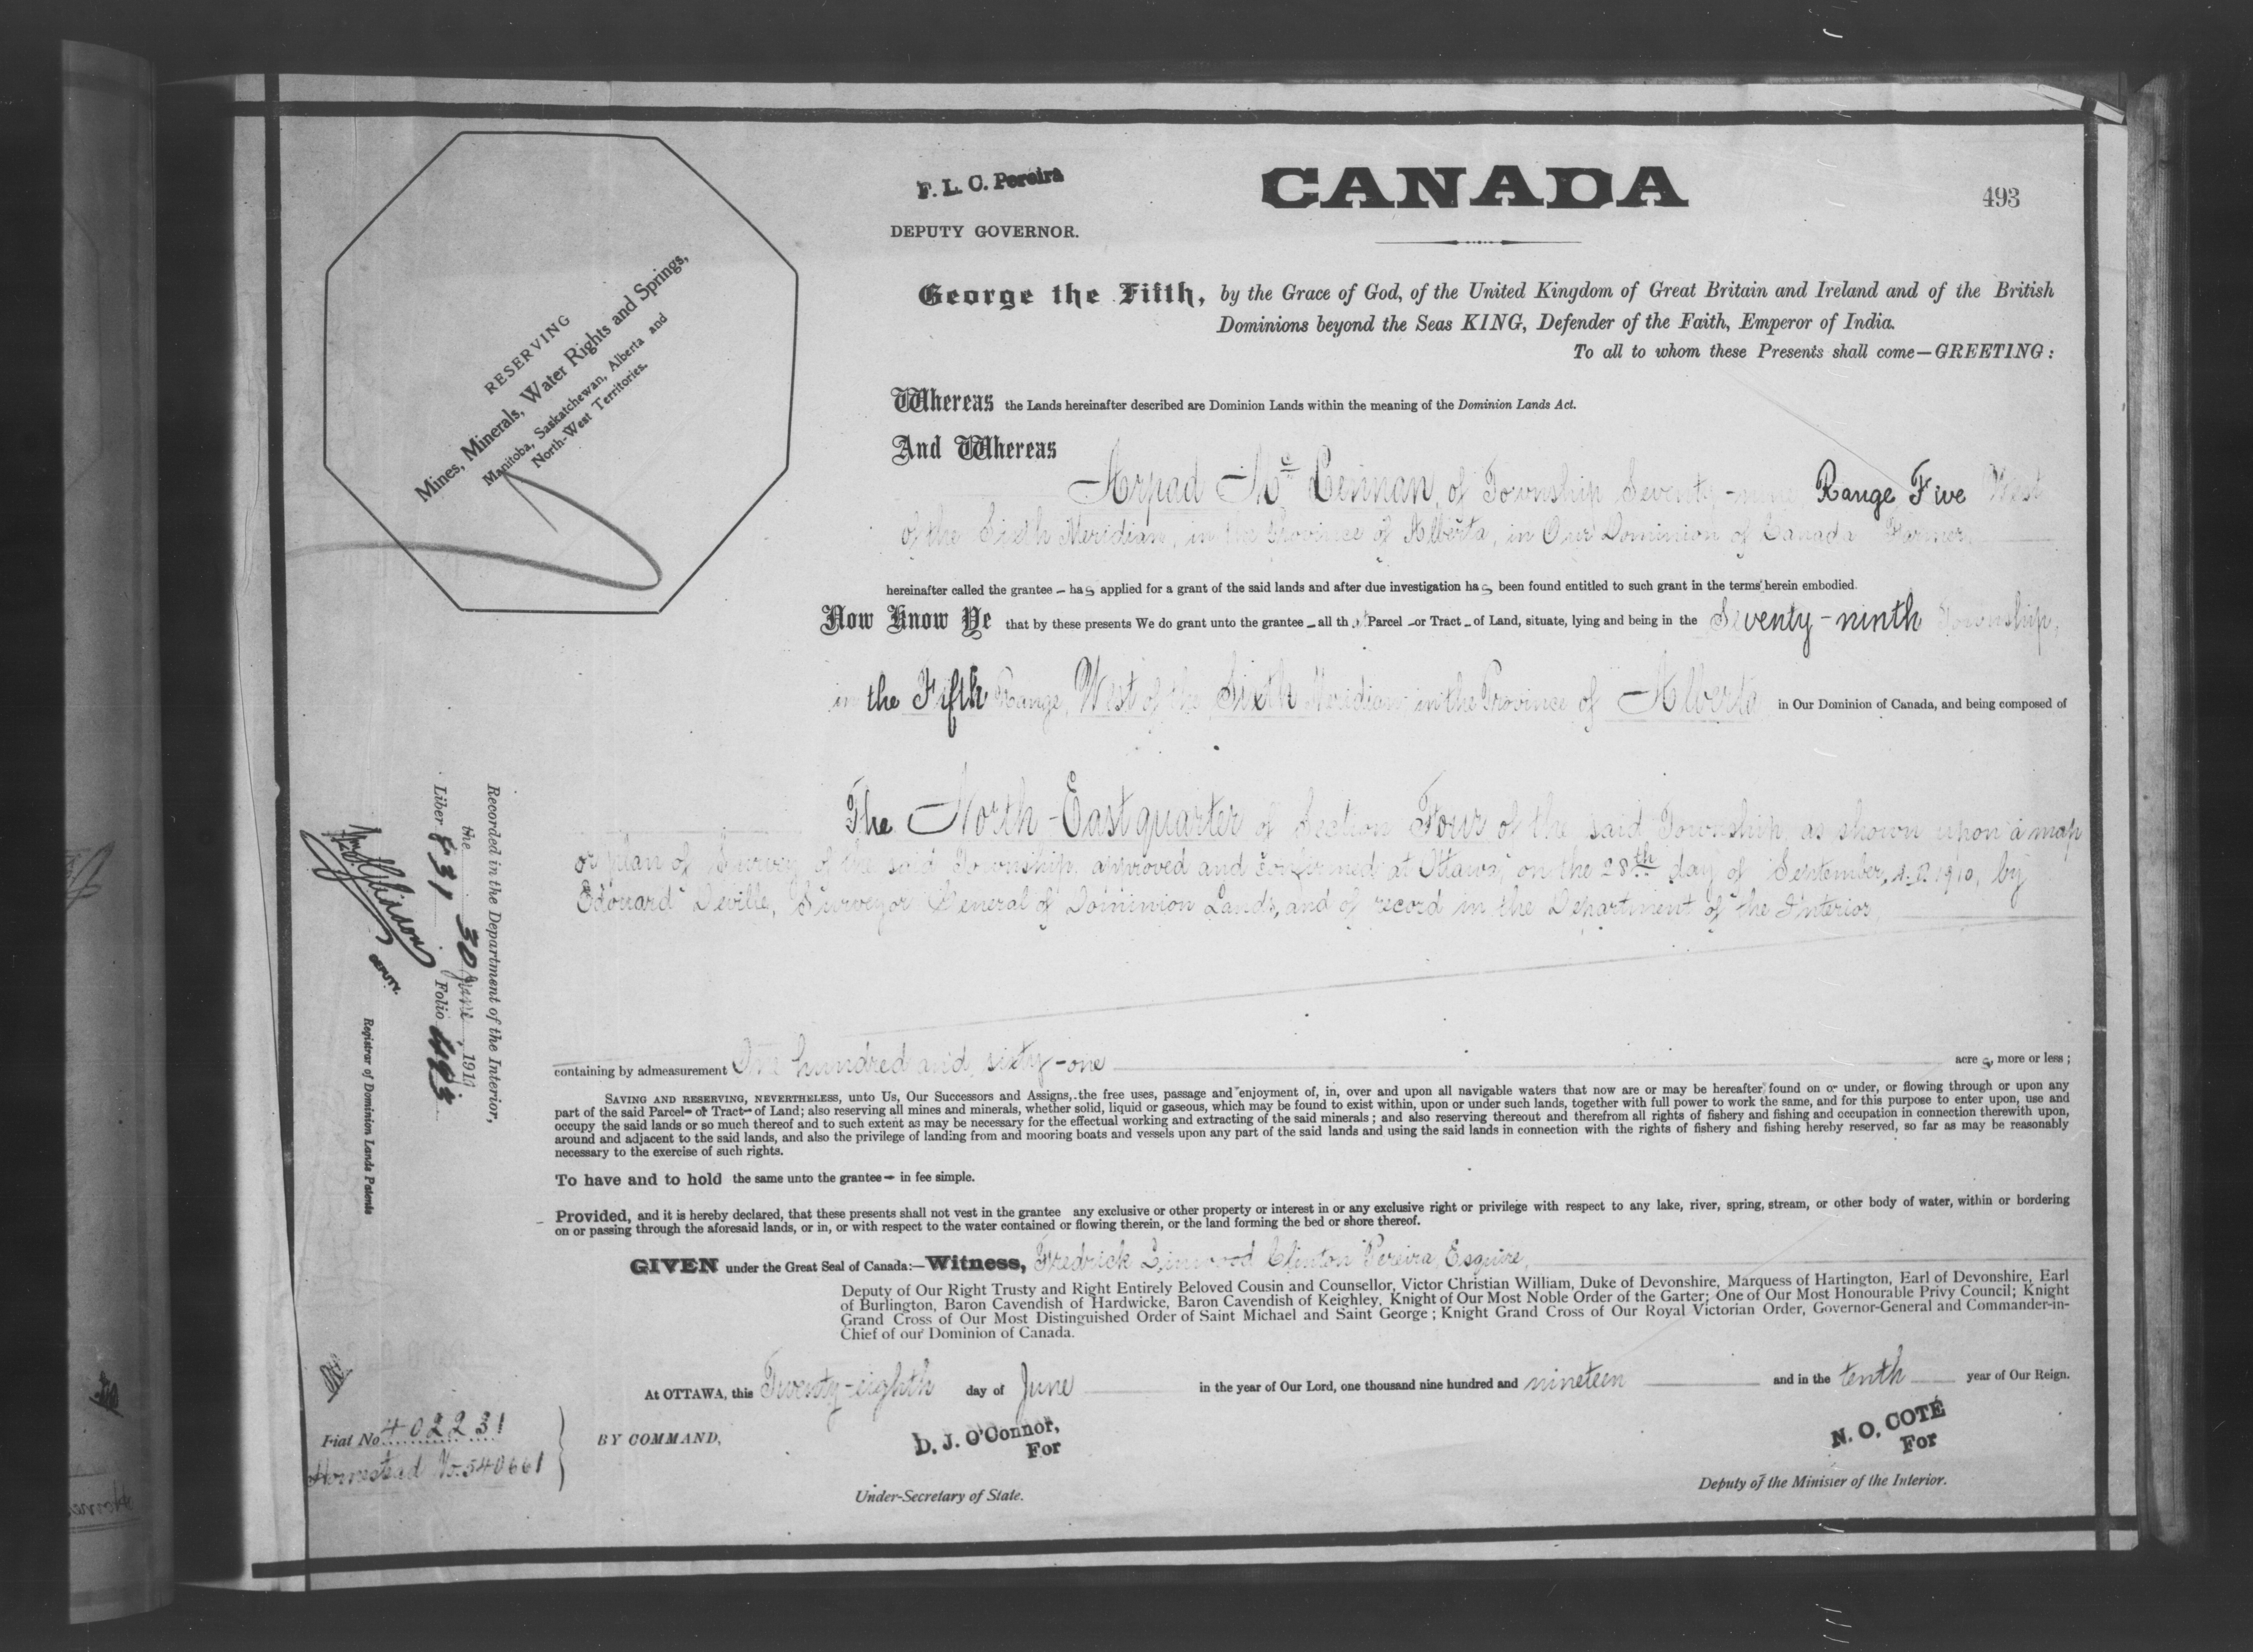 F. L. C. Pereira
DEPUTY GOVERNOR.
CANADA
493
RESERVING
Mines, Minerals, Water Rights and Springs,
Manitoba, Saskatchewan, Alberta and
North-West Territories.
George the Fifth, by the Grace of God, of the United Kingdom of Great Britain and Ireland and of the British
Dominions beyond the Seas KING, Defender of the Faith, Emperor of India.
To all to whom these Presents shall come—GREETING :
Whereas the Lands hereinafter described are Dominion Lands within the meaning of the Dominion Lands Act.
And Whereas
Arpad Mc Lennan, of Township Seventy-nine Range Five West
of the Sixth Meridian, in the Province of Alberta, in Our Dominion of Canada Farmer,
hereinafter called the grantee – has applied for a grant of the said lands and after due investigation has been found entitled to such grant in the terms herein embodied.
Now Know Ye that by these presents We do grant unto the grantee – all that Parcel – or Tract – of Land, situate, lying and being in the Seventy-ninth Township,
in the Fifth Range, West of the Sixth Meridian in the Province of Alberta in Our Dominion of Canada, and being composed of
The North-East quarter of Section Four of the said Township, as shown upon a map
or plan of Survey of the said Township approved and confirmed at Ottawa, on the 28th day of September, A.D. 1910, by
Edouard Deville, Surveyor General of Dominion Lands, and of record in the Department of the Interior,
containing by admeasurement One hundred and sixty-one acres, more or less ;
SAVING AND RESERVING, NEVERTHELESS, unto Us, Our Successors and Assigns, the free uses, passage and enjoyment of, in, over and upon all navigable waters that now are or may be hereafter found on or under, or flowing through or upon any
part of the said Parcel- or Tract- of Land; also reserving all mines and minerals, whether solid, liquid or gaseous, which may be found to exist within, upon or under such lands, together with full power to work the same, and for this purpose to enter upon, use and
occupy the said lands or so much thereof and to such extent as may be necessary for the effectual working and extracting of the said minerals ; and also reserving thereout and therefrom all rights of fishery and fishing and occupation in connection therewith upon,
around and adjacent to the said lands, and also the privilege of landing from and mooring boats and vessels upon any part of the said lands and using the said lands in connection with the rights of fishery and fishing hereby reserved, so far as may be reasonably
necessary to the exercise of such rights.
To have and to hold the same unto the grantee – in fee simple.
Provided, and it is hereby declared, that these presents shall not vest in the grantee any exclusive or other property or interest in or any exclusive right or privilege with respect to any lake, river, spring, stream, or other body of water, within or bordering
on or passing through the aforesaid lands, or in, or with respect to the water contained or flowing therein, or the land forming the bed or shore thereof.
GIVEN under the Great Seal of Canada:—Witness, Fredrick Linwood Clinton Pereira, Esquire,
Deputy of Our Right Trusty and Right Entirely Beloved Cousin and Counsellor, Victor Christian William, Duke of Devonshire, Marquess of Hartington, Earl of Devonshire, Earl
of Burlington, Baron Cavendish of Hardwicke, Baron Cavendish of Keighley, Knight of Our Most Noble Order of the Garter; One of Our Most Honourable Privy Council; Knight
Grand Cross of Our Most Distinguished Order of Saint Michael and Saint George ; Knight Grand Cross of Our Royal Victorian Order, Governor-General and Commander-in-
Chief of our Dominion of Canada.
At OTTAWA, this Twenty-eighth day of June in the year of Our Lord, one thousand nine hundred and nineteen and in the tenth year of Our Reign.
BY COMMAND,
D. J. O'Connor,
For
Under-Secretary of State.
N. O. COTÉ
For
Deputy of the Minister of the Interior.
Recorded in the Department of the Interior,
the 30 June, 191
Liber 831 Folio 493
DEPUTY.
Registrar of Dominion Lands Patents
Fiat No 402231
Homestead No. 540661